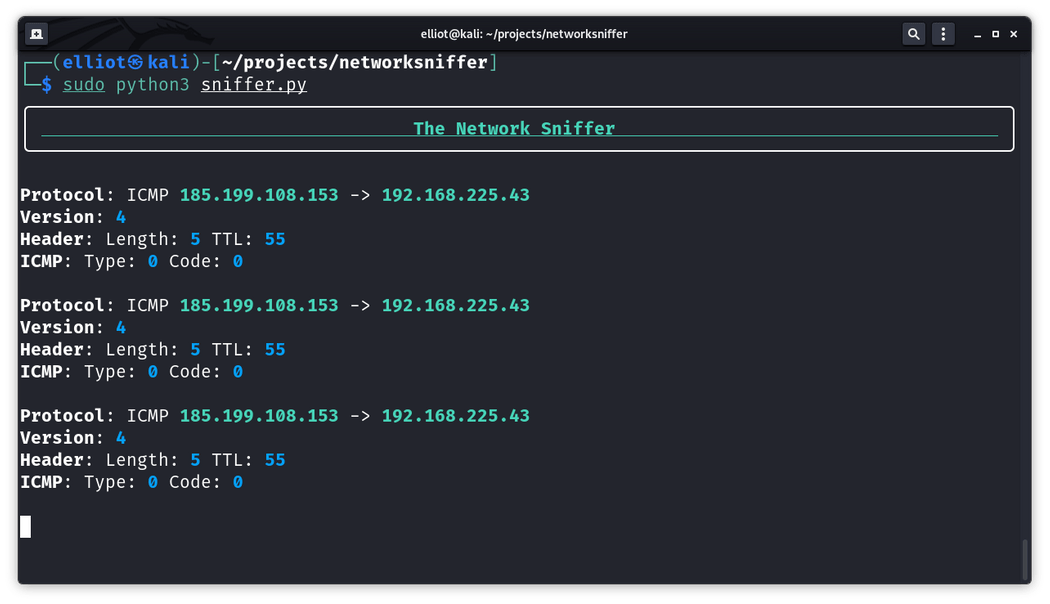 elliot@kali: ~/projects/networksniffer
┌──(elliot㉿kali)-[~/projects/networksniffer]
└─$ sudo python3 sniffer.py
The Network Sniffer
Protocol: ICMP 185.199.108.153 -> 192.168.225.43
Version: 4
Header: Length: 5 TTL: 55
ICMP: Type: 0 Code: 0
Protocol: ICMP 185.199.108.153 -> 192.168.225.43
Version: 4
Header: Length: 5 TTL: 55
ICMP: Type: 0 Code: 0
Protocol: ICMP 185.199.108.153 -> 192.168.225.43
Version: 4
Header: Length: 5 TTL: 55
ICMP: Type: 0 Code: 0